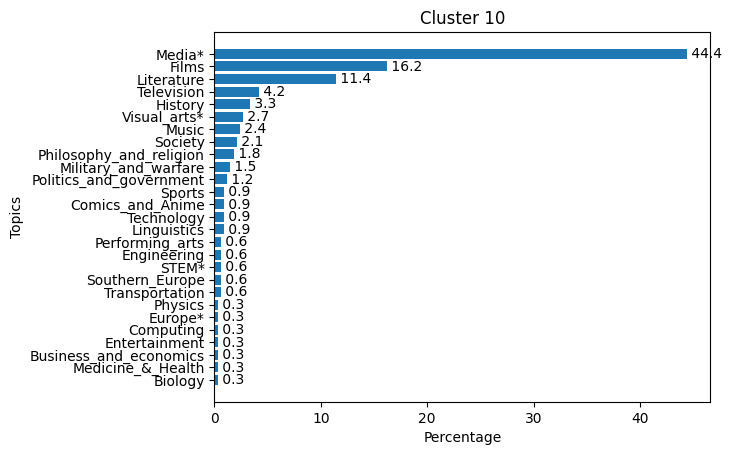 Cluster 10
Topics
Media* 44.4
Films 16.2
Literature 11.4
Television 4.2
History 3.3
Visual_arts* 2.7
Music 2.4
Society 2.1
Philosophy_and_religion 1.8
Military_and_warfare 1.5
Politics_and_government 1.2
Sports 0.9
Comics_and_Anime 0.9
Technology 0.9
Linguistics 0.9
Performing_arts 0.6
Engineering 0.6
STEM* 0.6
Southern_Europe 0.6
Transportation 0.6
Physics 0.3
Europe* 0.3
Computing 0.3
Entertainment 0.3
Business_and_economics 0.3
Medicine_&_Health 0.3
Biology 0.3
0 10 20 30 40
Percentage